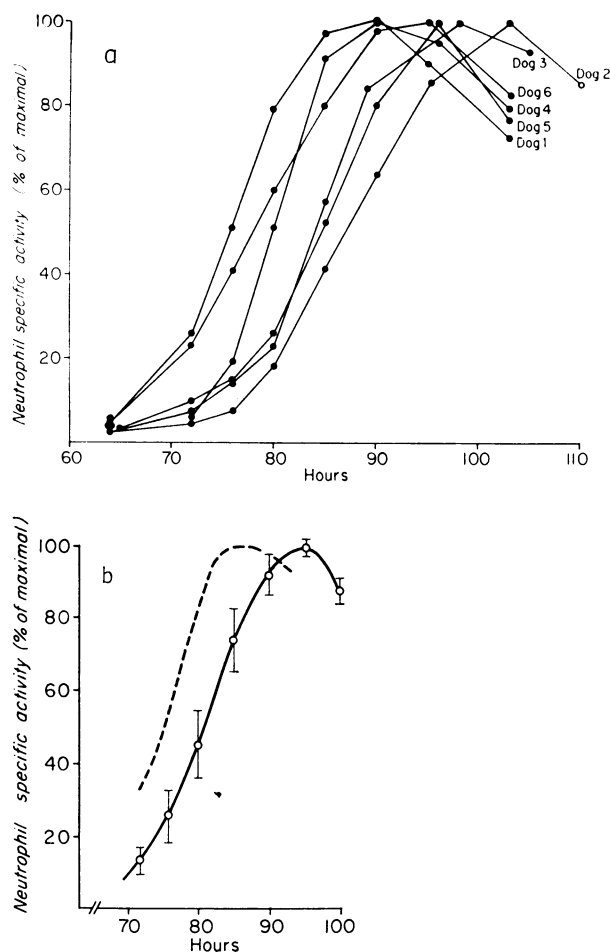 a
Neutrophil specific activity (% of maximal)
100
80
60
40
20
60 70 80 90 100 110
Hours
Dog 3
Dog 2
Dog 6
Dog 4
Dog 5
Dog 1
b
Neutrophil specific activity (% of maximal)
100
80
60
40
20
70 80 90 100
Hours